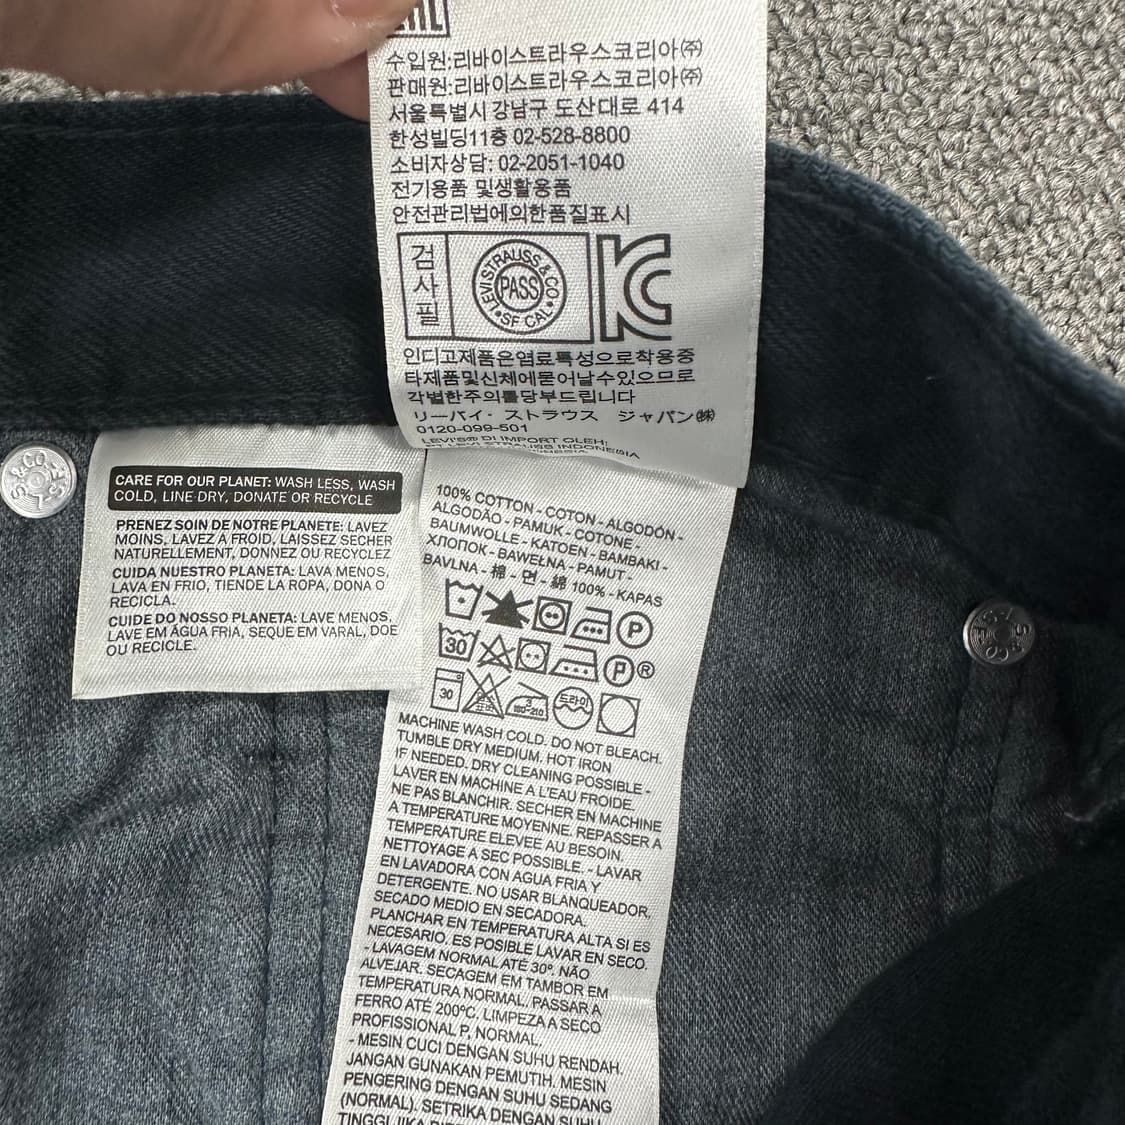 수입원:리바이스트라우스코리아㈜
판매원:리바이스트라우스코리아㈜
서울특별시 강남구 도산대로 414
한성빌딩11층 02-528-8800
소비자상담: 02-2051-1040
전기용품 및생활용품
안전관리법에의한품질표시
검사필
LEVI STRAUSS & CO
PASS
SF CAL
인디고제품은염료특성으로착용중
타제품및신체에묻어날수있으므로
각별한주의를당부드립니다
リーバイ・ストラウス ジャパン㈱
0120-099-501
LEVI'S® DI IMPORT OLEH:
PT LEVI STRAUSS INDONESIA
CARE FOR OUR PLANET: WASH LESS, WASH
COLD, LINE DRY, DONATE OR RECYCLE
PRENEZ SOIN DE NOTRE PLANETE: LAVEZ
MOINS, LAVEZ A FROID, LAISSEZ SECHER
NATURELLEMENT, DONNEZ OU RECYCLEZ
CUIDA NUESTRO PLANETA: LAVA MENOS,
LAVA EN FRIO, TIENDE LA ROPA, DONA O
RECICLA.
CUIDE DO NOSSO PLANETA: LAVE MENOS,
LAVE EM ÁGUA FRIA, SEQUE EM VARAL, DOE
OU RECICLE.
100% COTTON - COTON - ALGODÓN -
ALGODÃO - PAMUK - COTONE -
BAUMWOLLE - KATOEN - BAMBAKI -
ХЛОПОК - BAWEŁNA - PAMUT -
BAVLNA - 棉 - 면 - 綿 100% - KAPAS
P
30
P®
30
표백
3
180-210
드라이
MACHINE WASH COLD. DO NOT BLEACH.
TUMBLE DRY MEDIUM. HOT IRON
IF NEEDED. DRY CLEANING POSSIBLE -
LAVER EN MACHINE A L'EAU FROIDE.
NE PAS BLANCHIR. SECHER EN MACHINE
A TEMPERATURE MOYENNE. REPASSER A
TEMPERATURE ELEVEE AU BESOIN.
NETTOYAGE A SEC POSSIBLE. - LAVAR
EN LAVADORA CON AGUA FRIA Y
DETERGENTE. NO USAR BLANQUEADOR,
SECADO MEDIO EN SECADORA.
PLANCHAR EN TEMPERATURA ALTA SI ES
NECESARIO. ES POSIBLE LAVAR EN SECO.
- LAVAGEM NORMAL ATÉ 30º. NÃO
ALVEJAR. SECAGEM EM TAMBOR EM
TEMPERATURA NORMAL. PASSAR A
FERRO ATÉ 200ºC. LIMPEZA A SECO
PROFISSIONAL P, NORMAL.
- MESIN CUCI DENGAN SUHU RENDAH.
JANGAN GUNAKAN PEMUTIH. MESIN
PENGERING DENGAN SUHU SEDANG
(NORMAL). SETRIKA DENGAN SUHU